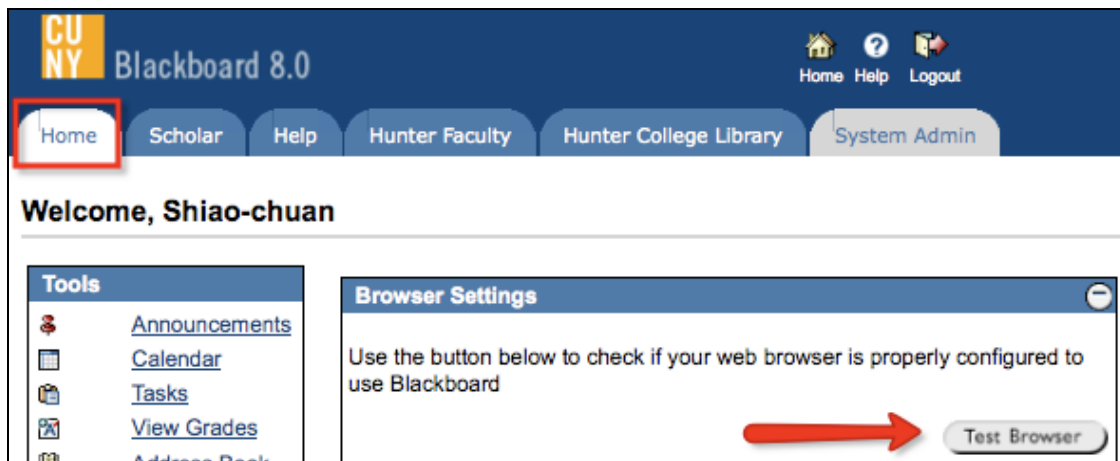 CU
NY
Blackboard 8.0
Home Help Logout
Home Scholar Help Hunter Faculty Hunter College Library System Admin
Welcome, Shiao-chuan
Tools
Announcements
Calendar
Tasks
View Grades
Address Book
Browser Settings
Use the button below to check if your web browser is properly configured to
use Blackboard
Test Browser